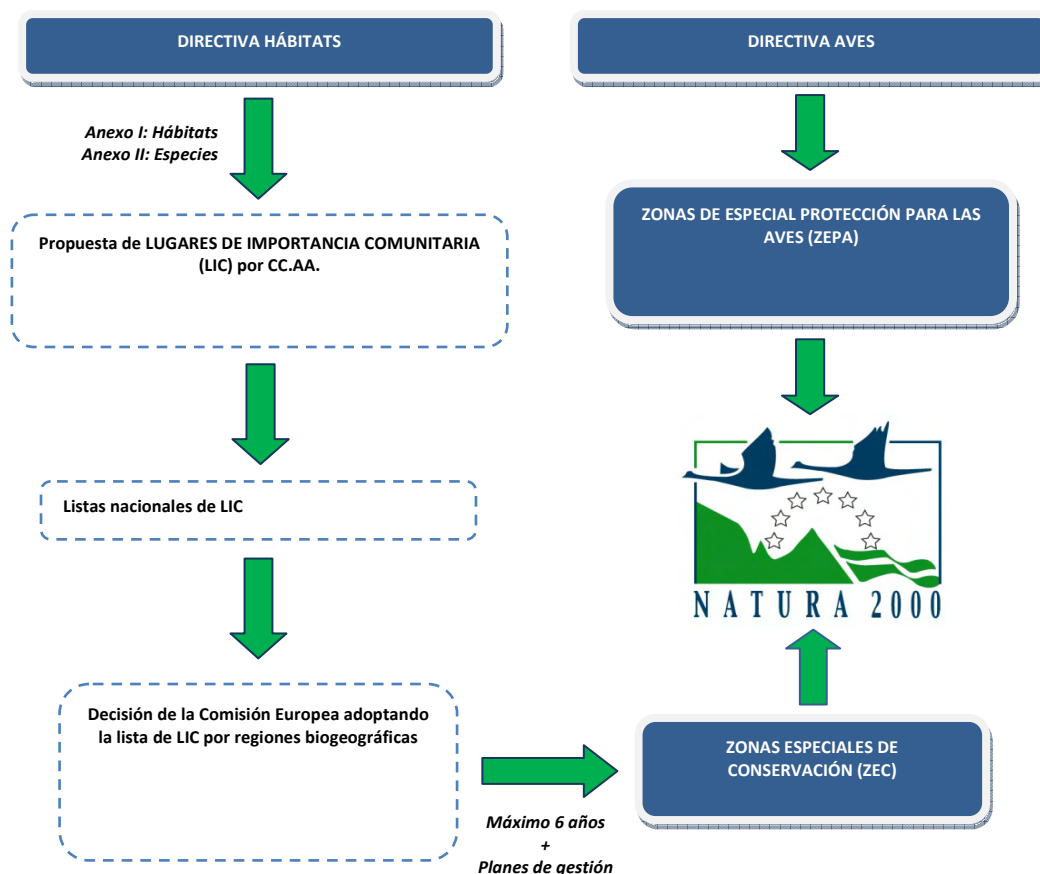 DIRECTIVA HÁBITATS
DIRECTIVA AVES
Anexo I: Hábitats
Anexo II: Especies
Propuesta de LUGARES DE IMPORTANCIA COMUNITARIA
(LIC) por CC.AA.
ZONAS DE ESPECIAL PROTECCIÓN PARA LAS
AVES (ZEPA)
Listas nacionales de LIC
NATURA 2000
Decisión de la Comisión Europea adoptando
la lista de LIC por regiones biogeográficas
ZONAS ESPECIALES DE
CONSERVACIÓN (ZEC)
Máximo 6 años
+
Planes de gestión